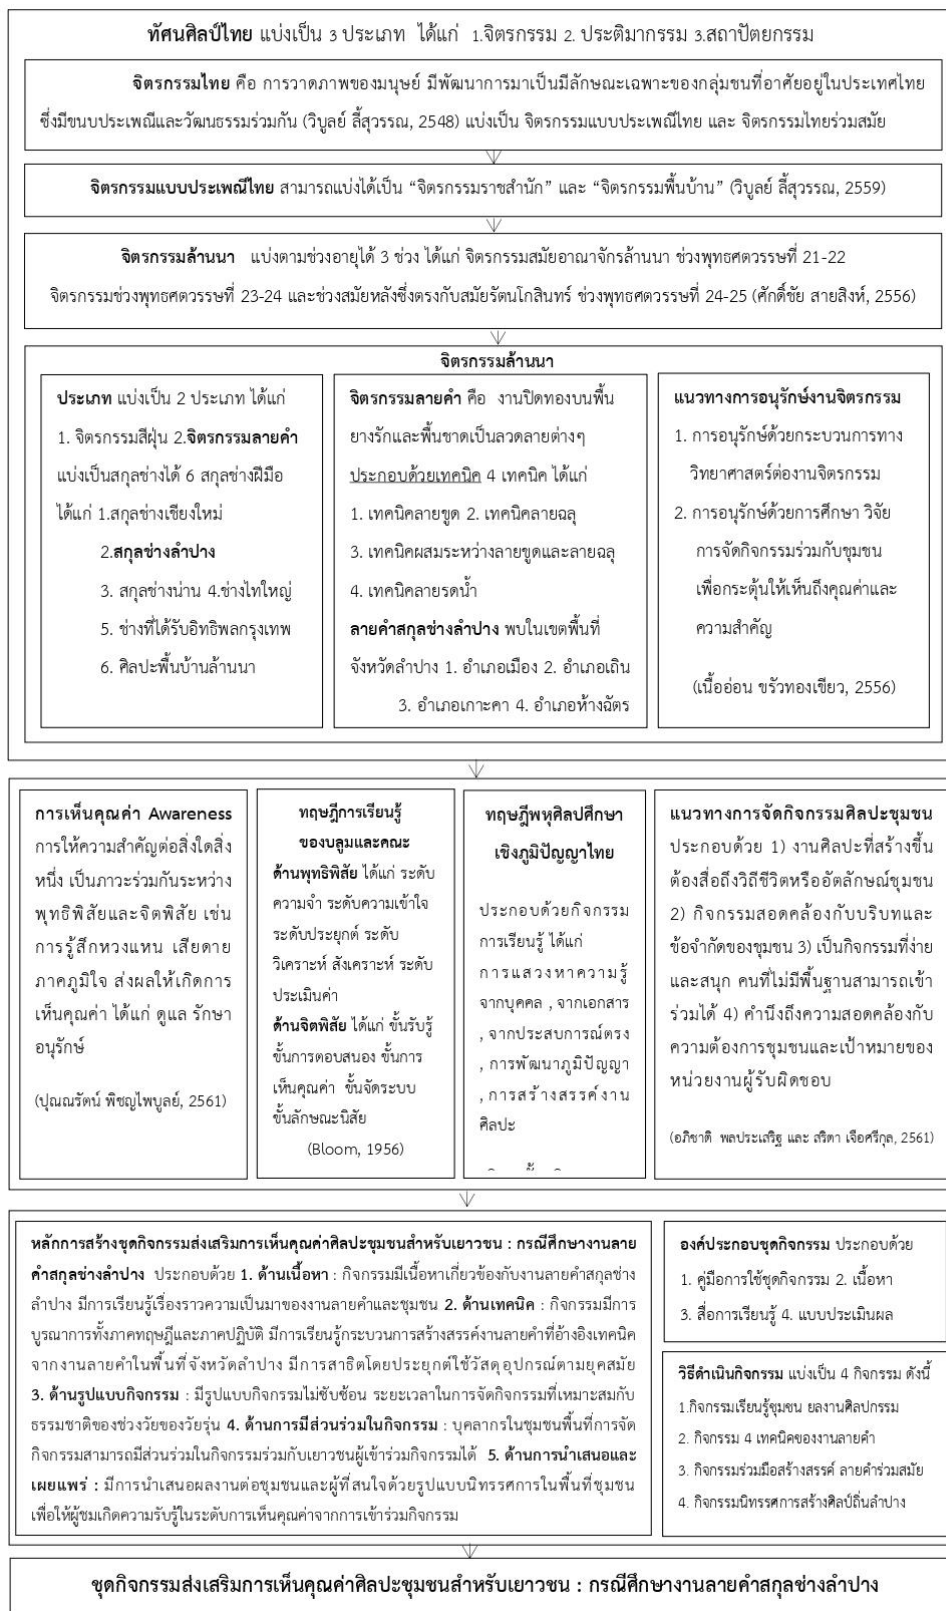 ทัศนศิลป์ไทย แบ่งเป็น 3 ประเภท ได้แก่ 1.จิตรกรรม 2. ประติมากรรม 3.สถาปัตยกรรม
จิตรกรรมไทย คือ การวาดภาพของมนุษย์ มีพัฒนาการมาเป็นมีลักษณะเฉพาะของกลุ่มชนที่อาศัยอยู่ในประเทศไทย
ซึ่งมีขนบประเพณีและวัฒนธรรมร่วมกัน (วิบูลย์ ลี้สุวรรณ, 2548) แบ่งเป็น จิตรกรรมแบบประเพณีไทย และ จิตรกรรมไทยร่วมสมัย
จิตรกรรมแบบประเพณีไทย สามารถแบ่งได้เป็น “จิตรกรรมราชสำนัก” และ “จิตรกรรมพื้นบ้าน” (วิบูลย์ ลี้สุวรรณ, 2559)
จิตรกรรมล้านนา แบ่งตามช่วงอายุได้ 3 ช่วง ได้แก่ จิตรกรรมสมัยอาณาจักรล้านนา ช่วงพุทธศตวรรษที่ 21-22
จิตรกรรมช่วงพุทธศตวรรษที่ 23-24 และช่วงสมัยหลังซึ่งตรงกับสมัยรัตนโกสินทร์ ช่วงพุทธศตวรรษที่ 24-25 (ศักดิ์ชัย สายสิงห์, 2556)
จิตรกรรมล้านนา
ประเภท แบ่งเป็น 2 ประเภท ได้แก่
1. จิตรกรรมสีฝุ่น 2.จิตรกรรมลายคำ
แบ่งเป็นสกุลช่างได้ 6 สกุลช่างฝีมือ
ได้แก่ 1.สกุลช่างเชียงใหม่
2.สกุลช่างลำปาง
3. สกุลช่างน่าน 4.ช่างไทใหญ่
5. ช่างที่ได้รับอิทธิพลกรุงเทพ
6. ศิลปะพื้นบ้านล้านนา
จิตรกรรมลายคำ คือ งานปิดทองบนพื้น
ยางรักและพื้นชาดเป็นลวดลายต่างๆ
ประกอบด้วยเทคนิค 4 เทคนิค ได้แก่
1. เทคนิคลายขูด 2. เทคนิคลายฉลุ
3. เทคนิคผสมระหว่างลายขูดและลายฉลุ
4. เทคนิคลายรดน้ำ
ลายคำสกุลช่างลำปาง พบในเขตพื้นที่
จังหวัดลำปาง 1. อำเภอเมือง 2. อำเภอเถิน
3. อำเภอเกาะคา 4. อำเภอห้างฉัตร
แนวทางการอนุรักษ์งานจิตรกรรม
1. การอนุรักษ์ด้วยกระบวนการทาง
วิทยาศาสตร์ต่องานจิตรกรรม
2. การอนุรักษ์ด้วยการศึกษา วิจัย
การจัดกิจกรรมร่วมกับชุมชน
เพื่อกระตุ้นให้เห็นถึงคุณค่าและ
ความสำคัญ
(เนื้ออ่อน ขรัวทองเขียว, 2556)
การเห็นคุณค่า Awareness
การให้ความสำคัญต่อสิ่งใดสิ่ง
หนึ่ง เป็นภาวะร่วมกันระหว่าง
พุทธิพิสัยและจิตพิสัย เช่น
การรู้สึกหวงแหน เสียดาย
ภาคภูมิใจ ส่งผลให้เกิดการ
เห็นคุณค่า ได้แก่ ดูแล รักษา
อนุรักษ์
(ปุณณรัตน์ พิชญไพบูลย์, 2561)
ทฤษฎีการเรียนรู้
ของบลูมและคณะ
ด้านพุทธิพิสัย ได้แก่ ระดับ
ความจำ ระดับความเข้าใจ
ระดับประยุกต์ ระดับ
วิเคราะห์ สังเคราะห์ ระดับ
ประเมินค่า
ด้านจิตพิสัย ได้แก่ ขั้นรับรู้
ขั้นการตอบสนอง ขั้นการ
เห็นคุณค่า ขั้นจัดระบบ
ขั้นลักษณะนิสัย
(Bloom, 1956)
ทฤษฎีพหุศิลปศึกษา
เชิงภูมิปัญญาไทย
ประกอบด้วยกิจกรรม
การเรียนรู้ ได้แก่
การแสวงหาความรู้
จากบุคคล , จากเอกสาร
,จากประสบการณ์ตรง
, การพัฒนาภูมิปัญญา
,การสร้างสรรค์งาน
ศิลปะ
แนวทางการจัดกิจกรรมศิลปะชุมชน
ประกอบด้วย 1) งานศิลปะที่สร้างขึ้น
ต้องสื่อถึงวิถีชีวิตหรืออัตลักษณ์ชุมชน
2) กิจกรรมสอดคล้องกับบริบทและ
ข้อจำกัดของชุมชน 3) เป็นกิจกรรมที่ง่าย
และสนุก คนที่ไม่มีพื้นฐานสามารถเข้า
ร่วมได้ 4) คำนึงถึงความสอดคล้องกับ
ความต้องการชุมชนและเป้าหมายของ
หน่วยงานผู้รับผิดชอบ
(อภิชาติ พลประเสริฐ และ สริตา เจือศรีกุล, 2561)
หลักการสร้างชุดกิจกรรมส่งเสริมการเห็นคุณค่าศิลปะชุมชนสำหรับเยาวชน : กรณีศึกษางานลาย
คำสกุลช่างลำปาง ประกอบด้วย 1. ด้านเนื้อหา : กิจกรรมมีเนื้อหาเกี่ยวข้องกับงานลายคำสกุลช่าง
ลำปาง มีการเรียนรู้เรื่องราวความเป็นมาของงานลายคำและชุมชน 2. ด้านเทคนิค : กิจกรรมมีการ
บูรณาการทั้งภาคทฤษฎีและภาคปฏิบัติ มีการเรียนรู้กระบวนการสร้างสรรค์งานลายคำที่อ้างอิงเทคนิค
จากงานลายคำในพื้นที่จังหวัดลำปาง มีการสาธิตโดยประยุกต์ใช้วัสดุอุปกรณ์ตามยุคสมัย
3. ด้านรูปแบบกิจกรรม : มีรูปแบบกิจกรรมไม่ซับซ้อน ระยะเวลาในการจัดกิจกรรมที่เหมาะสมกับ
ธรรมชาติของช่วงวัยของวัยรุ่น 4. ด้านการมีส่วนร่วมในกิจกรรม : บุคลากรในชุมชนพื้นที่การจัด
กิจกรรมสามารถมีส่วนร่วมในกิจกรรมร่วมกับเยาวชนผู้เข้าร่วมกิจกรรมได้ 5. ด้านการนำเสนอและ
เผยแพร่ : มีการนำเสนอผลงานต่อชุมชนและผู้ที่สนใจด้วยรูปแบบนิทรรศการในพื้นที่ชุมชน
เพื่อให้ผู้ชมเกิดความรับรู้ในระดับการเห็นคุณค่าจากการเข้าร่วมกิจกรรม
องค์ประกอบชุดกิจกรรม ประกอบด้วย
1. คู่มือการใช้ชุดกิจกรรม 2. เนื้อหา
3. สื่อการเรียนรู้ 4. แบบประเมินผล
วิธีดำเนินกิจกรรม แบ่งเป็น 4 กิจกรรม ดังนี้
1.กิจกรรมเรียนรู้ชุมชน ยลงานศิลปกรรม
2. กิจกรรม 4 เทคนิคของงานลายคำ
3. กิจกรรมร่วมมือสร้างสรรค์ ลายคำร่วมสมัย
4. กิจกรรมนิทรรศการสร้างศิลป์ถิ่นลำปาง
ชุดกิจกรรมส่งเสริมการเห็นคุณค่าศิลปะชุมชนสำหรับเยาวชน : กรณีศึกษางานลายคำสกุลช่างลำปาง